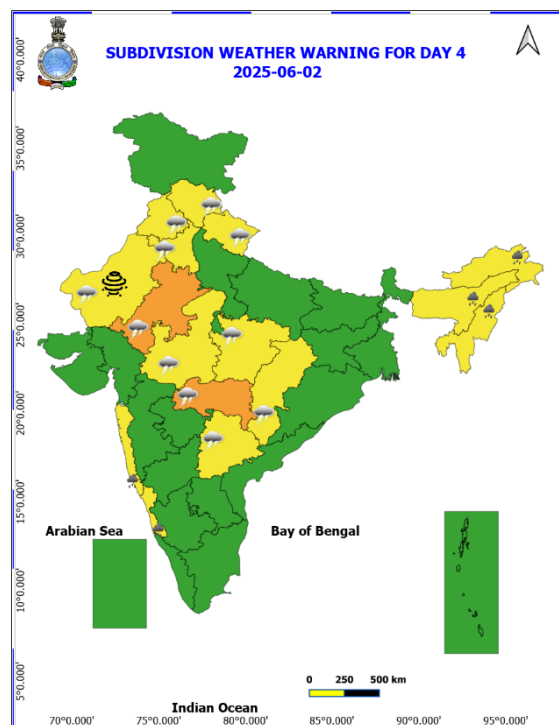 SUBDIVISION WEATHER WARNING FOR DAY 4
2025-06-02
40°0.000'
35°0.000'
30°0.000'
25°0.000'
20°0.000'
15°0.000'
10°0.000'
5°0.000'
Arabian Sea
Bay of Bengal
0 250 500 km
Indian Ocean
70°0.000' 75°0.000' 80°0.000' 85°0.000' 90°0.000' 95°0.000'